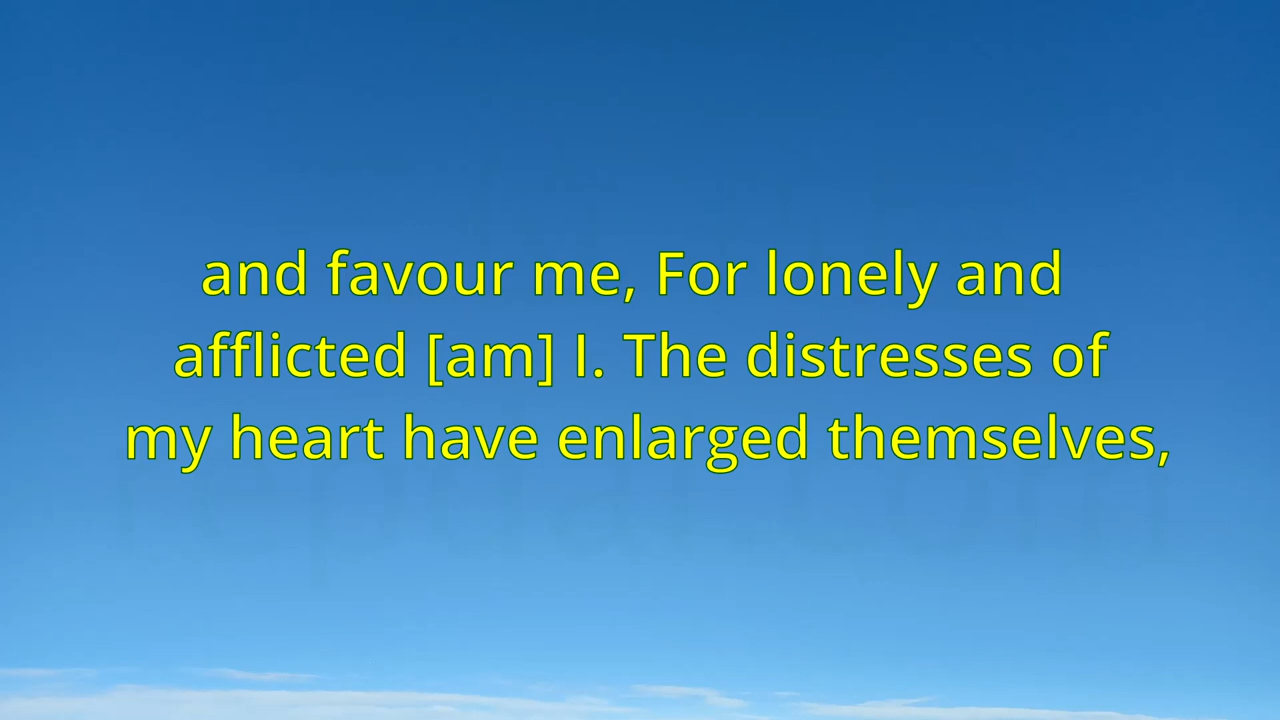 and favour me, For lonely and
afflicted [am] I. The distresses of
my heart have enlarged themselves,